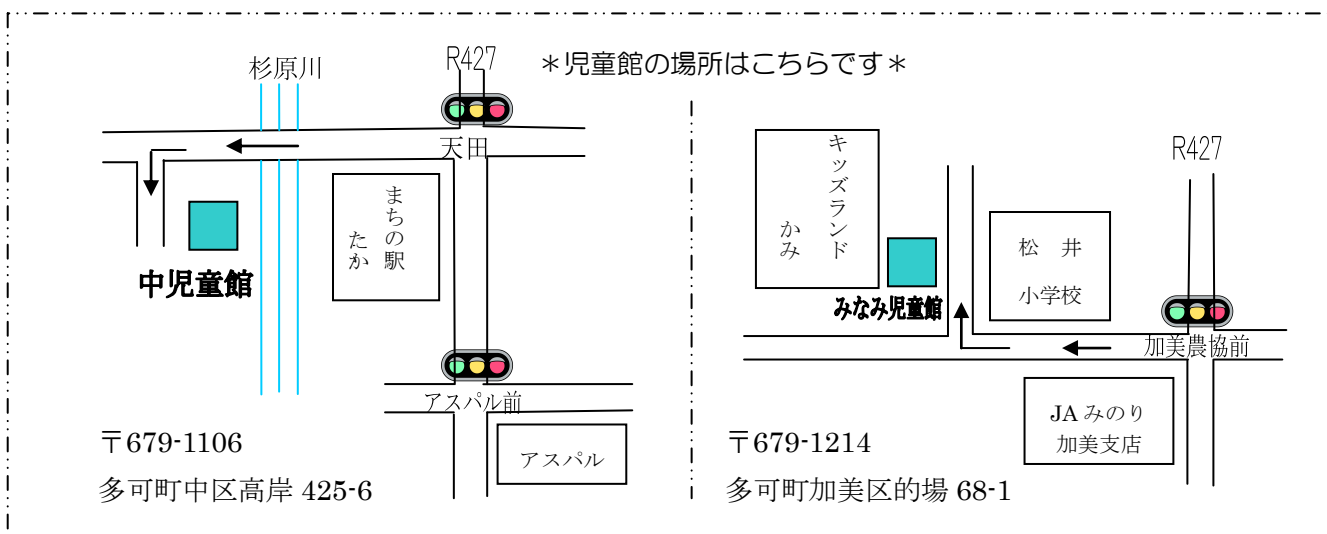 ＊児童館の場所はこちらです＊
杉原川
R427
天田
まちの駅
たか
中児童館
アスパル前
アスパル
〒679-1106
多可町中区高岸 425-6
キッズランド
かみ
R427
松 井
小学校
みなみ児童館
加美農協前
JA みのり
加美支店
〒679-1214
多可町加美区的場 68-1